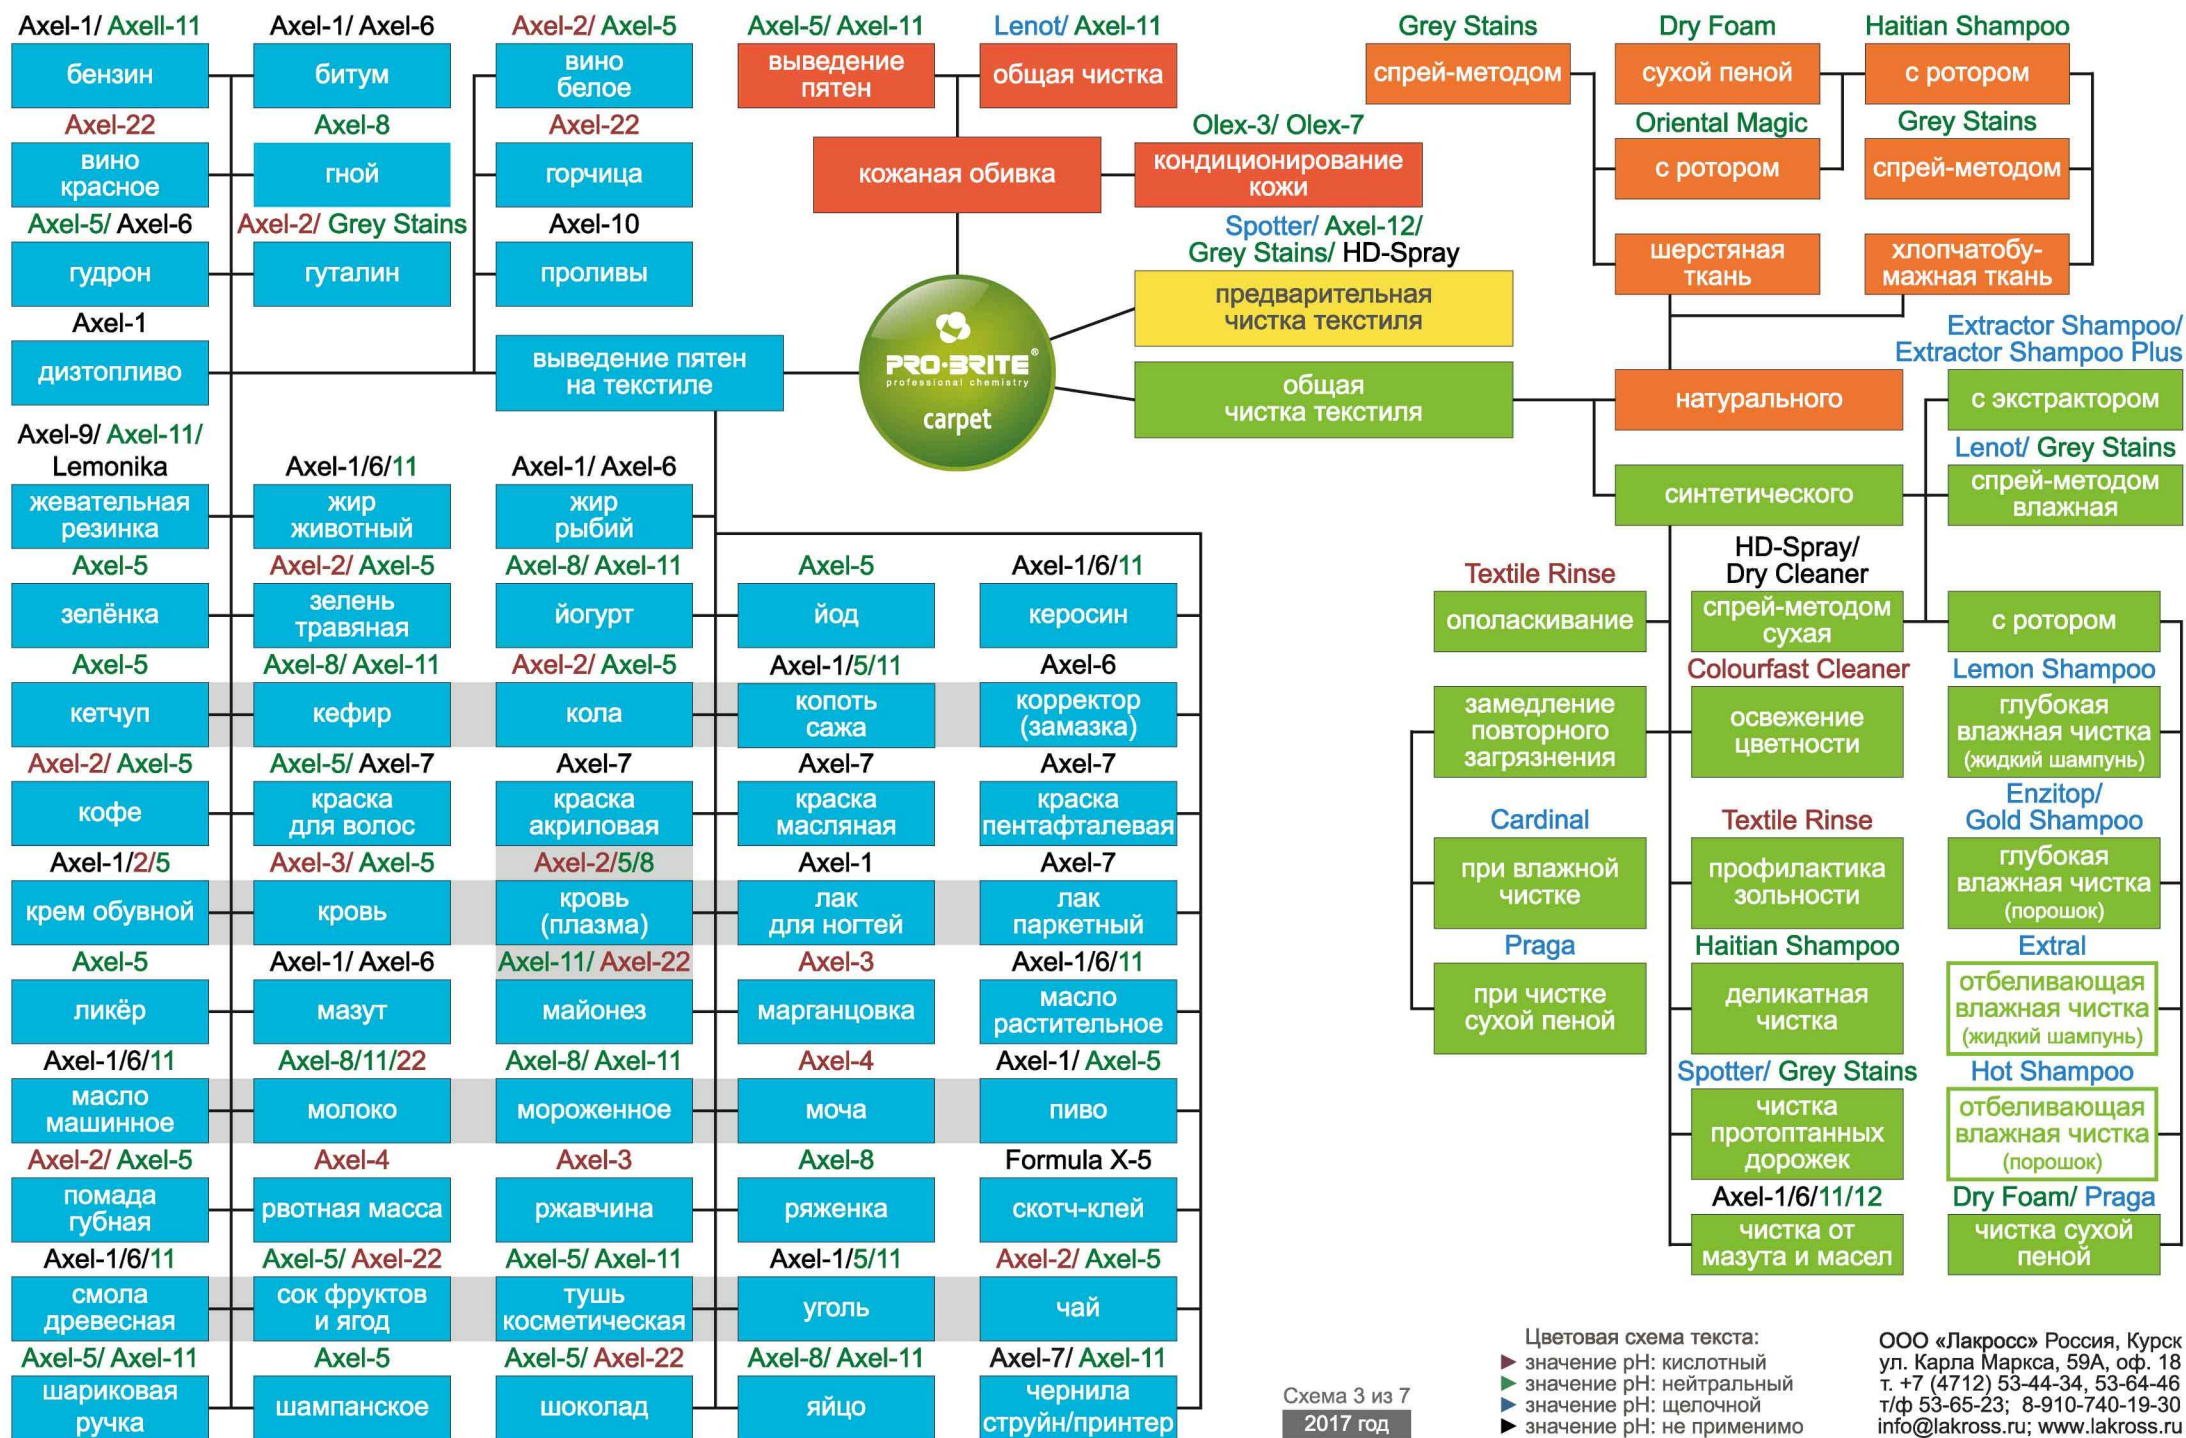 Axel-1/ Axell-11
бензин
Axel-1/ Axel-6
битум
Axel-2/ Axel-5
вино
белое
Axel-22
вино
красное
Axel-8
гной
Axel-22
горчица
Axel-5/ Axel-6
гудрон
Axel-2/ Grey Stains
гуталин
Axel-10
проливы
Axel-1
дизтопливо
выведение пятен
на текстиле
Axel-5/ Axel-11
выведение
пятен
Lenot/ Axel-11
общая чистка
кожаная обивка
Olex-3/ Olex-7
кондиционирование
кожи
Spotter/ Axel-12/
Grey Stains/ HD-Spray
предварительная
чистка текстиля
PRO-BRITE®
professional chemistry
carpet
общая
чистка текстиля
Grey Stains
спрей-методом
Dry Foam
сухой пеной
Haitian Shampoo
с ротором
Oriental Magic
с ротором
Grey Stains
спрей-методом
шерстяная
ткань
хлопчатобу-
мажная ткань
натурального
Extractor Shampoo/
Extractor Shampoo Plus
с экстрактором
синтетического
Lenot/ Grey Stains
спрей-методом
влажная
Axel-9/ Axel-11/
Lemonika
жевательная
резинка
Axel-1/6/11
жир
животный
Axel-1/ Axel-6
жир
рыбий
Axel-5
зелёнка
Axel-2/ Axel-5
зелень
травяная
Axel-8/ Axel-11
йогурт
Axel-5
йод
Axel-1/6/11
керосин
Axel-5
кетчуп
Axel-8/ Axel-11
кефир
Axel-2/ Axel-5
кола
Axel-1/5/11
копоть
сажа
Axel-6
корректор
(замазка)
Axel-2/ Axel-5
кофе
Axel-5/ Axel-7
краска
для волос
Axel-7
краска
акриловая
Axel-7
краска
масляная
Axel-7
краска
пентафталевая
Axel-1/2/5
крем обувной
Axel-3/ Axel-5
кровь
Axel-2/5/8
кровь
(плазма)
Axel-1
лак
для ногтей
Axel-7
лак
паркетный
Axel-5
ликёр
Axel-1/ Axel-6
мазут
Axel-11/ Axel-22
майонез
Axel-3
марганцовка
Axel-1/6/11
масло
растительное
Axel-1/6/11
масло
машинное
Axel-8/11/22
молоко
Axel-8/ Axel-11
мороженное
Axel-4
моча
Axel-1/ Axel-5
пиво
Axel-2/ Axel-5
помада
губная
Axel-4
рвотная масса
Axel-3
ржавчина
Axel-8
ряженка
Formula X-5
скотч-клей
Axel-1/6/11
смола
древесная
Axel-5/ Axel-22
сок фруктов
и ягод
Axel-5/ Axel-11
тушь
косметическая
Axel-1/5/11
уголь
Axel-2/ Axel-5
чай
Axel-5/ Axel-11
шариковая
ручка
Axel-5
шампанское
Axel-5/ Axel-22
шоколад
Axel-8/ Axel-11
яйцо
Axel-7/ Axel-11
чернила
струйн/принтер
Textile Rinse
ополаскивание
HD-Spray/
Dry Cleaner
спрей-методом
сухая
с ротором
замедление
повторного
загрязнения
Colourfast Cleaner
освежение
цветности
Lemon Shampoo
глубокая
влажная чистка
(жидкий шампунь)
Cardinal
при влажной
чистке
Textile Rinse
профилактика
зольности
Enzitop/
Gold Shampoo
глубокая
влажная чистка
(порошок)
Praga
при чистке
сухой пеной
Haitian Shampoo
деликатная
чистка
Extral
отбеливающая
влажная чистка
(жидкий шампунь)
Spotter/ Grey Stains
чистка
протоптанных
дорожек
Hot Shampoo
отбеливающая
влажная чистка
(порошок)
Axel-1/6/11/12
чистка от
мазута и масел
Dry Foam/ Praga
чистка сухой
пеной
Схема 3 из 7
2017 год
Цветовая схема текста:
значение pH: кислотный
значение pH: нейтральный
значение pH: щелочной
значение pH: не применимо
ООО «Лакросс» Россия, Курск
ул. Карла Маркса, 59А, оф. 18
т. +7 (4712) 53-44-34, 53-64-46
т/ф 53-65-23; 8-910-740-19-30
info@lakross.ru; www.lakross.ru